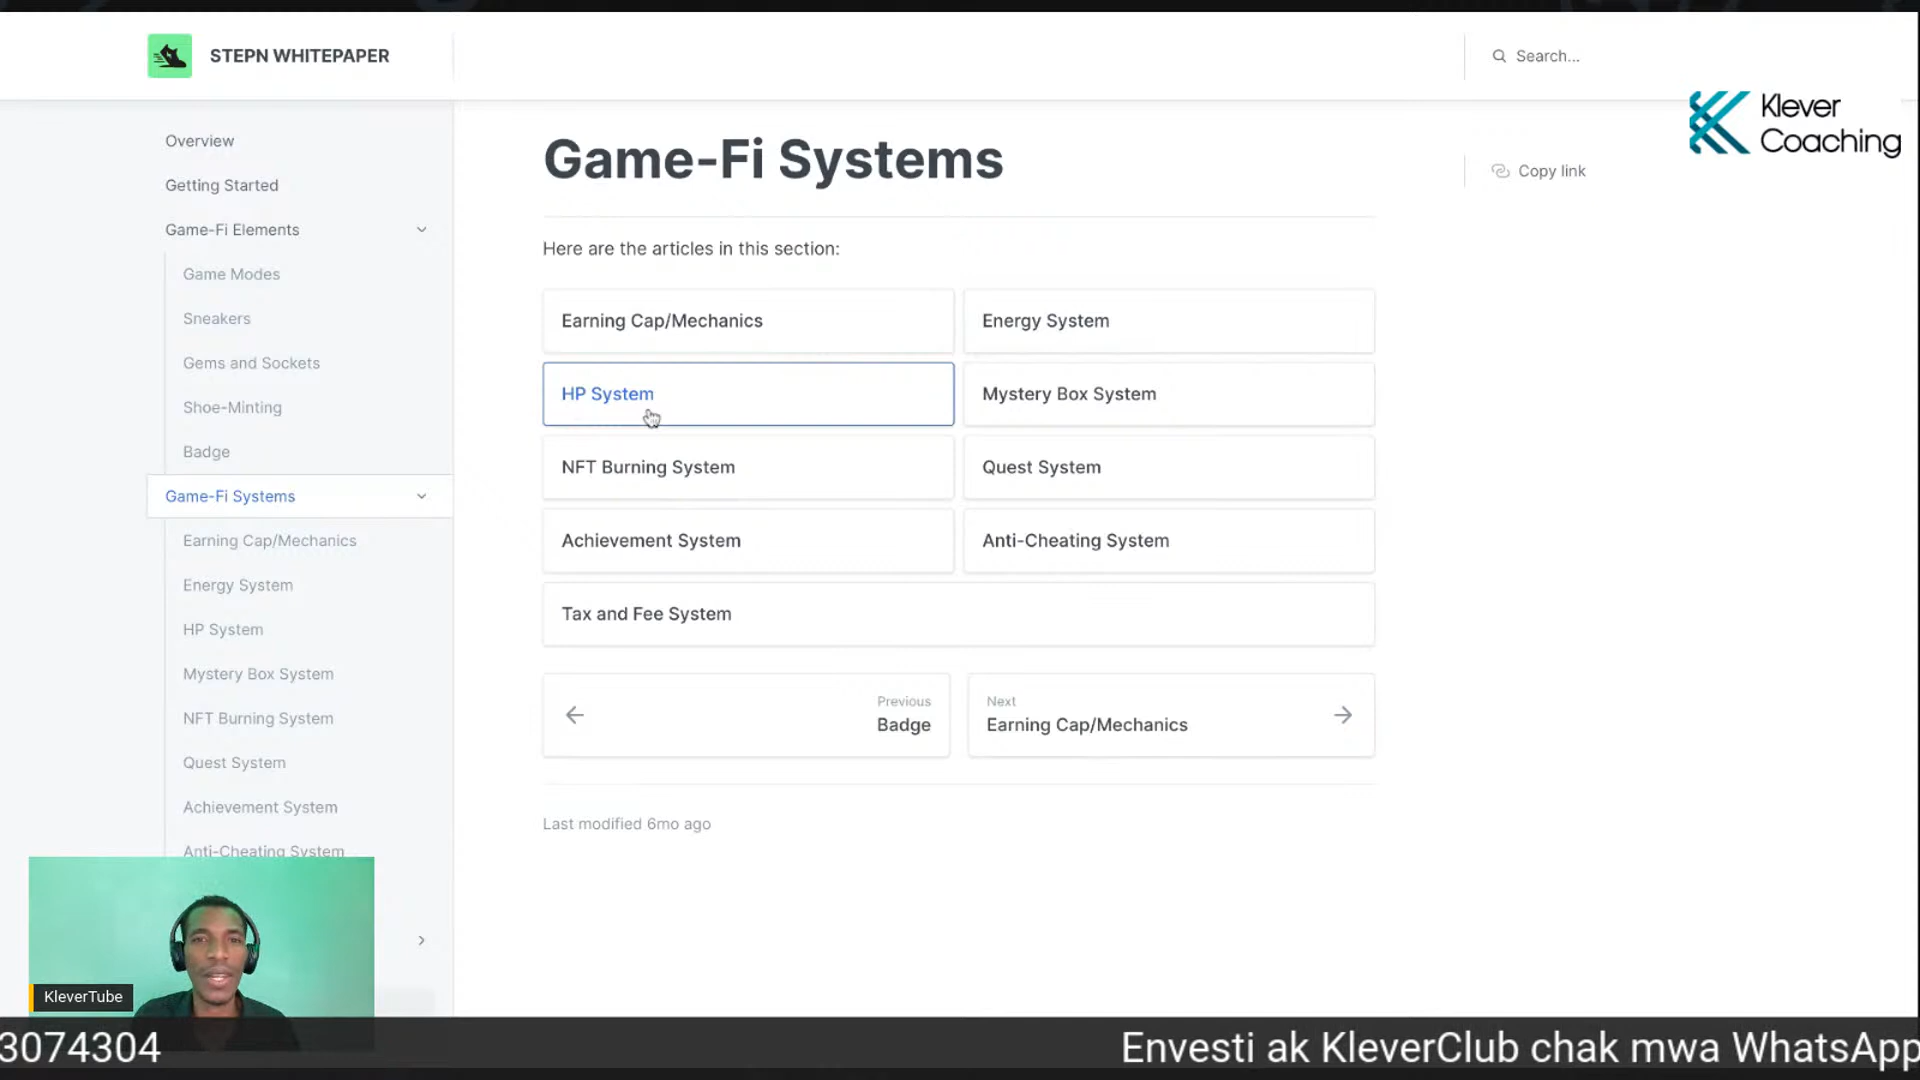 STEPN WHITEPAPER
Search...
Klever
Coaching
Overview
Getting Started
Game-Fi Elements
Game Modes
Sneakers
Gems and Sockets
Shoe-Minting
Badge
Game-Fi Systems
Earning Cap/Mechanics
Energy System
HP System
Mystery Box System
NFT Burning System
Quest System
Achievement System
Anti-Cheating System
Game-Fi Systems
Copy link
Here are the articles in this section:
Earning Cap/Mechanics
Energy System
HP System
Mystery Box System
NFT Burning System
Quest System
Achievement System
Anti-Cheating System
Tax and Fee System
Previous
Badge
Next
Earning Cap/Mechanics
Last modified 6mo ago
KleverTube
3074304
Envesti ak KleverClub chak mwa WhatsApp